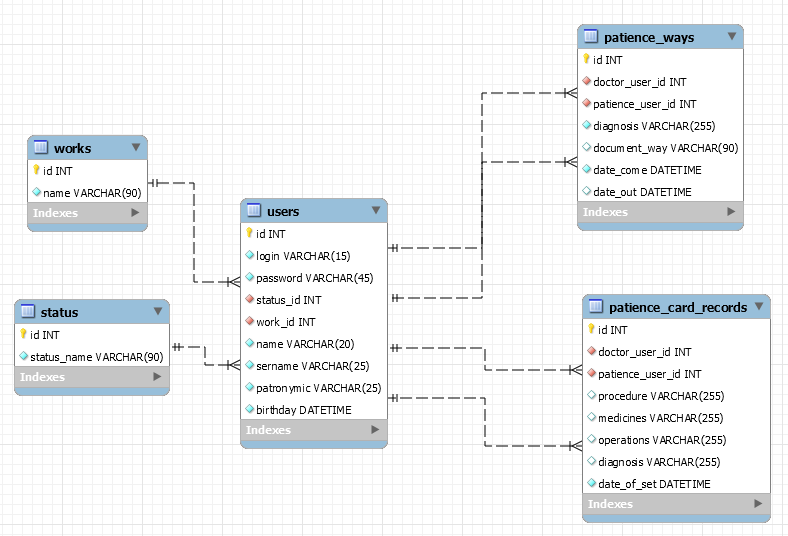 works
id INT
name VARCHAR(90)
Indexes
status
id INT
status_name VARCHAR(90)
Indexes
users
id INT
login VARCHAR(15)
password VARCHAR(45)
status_id INT
work_id INT
name VARCHAR(20)
sername VARCHAR(25)
patronymic VARCHAR(25)
birthday DATETIME
Indexes
patience_ways
id INT
doctor_user_id INT
patience_user_id INT
diagnosis VARCHAR(255)
document_way VARCHAR(90)
date_come DATETIME
date_out DATETIME
Indexes
patience_card_records
id INT
doctor_user_id INT
patience_user_id INT
procedure VARCHAR(255)
medicines VARCHAR(255)
operations VARCHAR(255)
diagnosis VARCHAR(255)
date_of_set DATETIME
Indexes